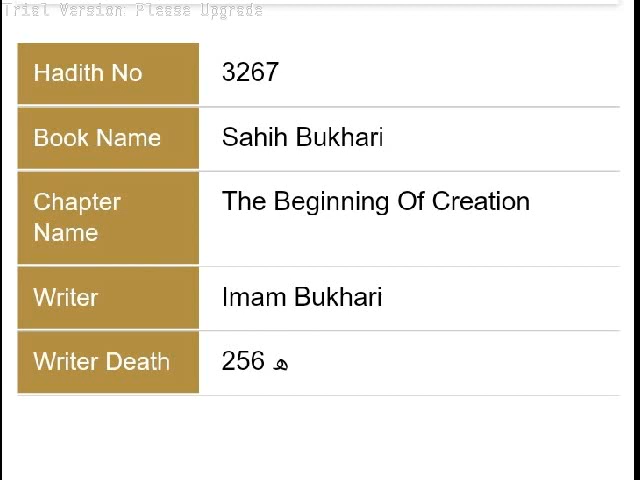 Trial Version Please Upgrade
Hadith No 3267
Book Name Sahih Bukhari
Chapter Name The Beginning Of Creation
Writer Imam Bukhari
Writer Death 256 ھ